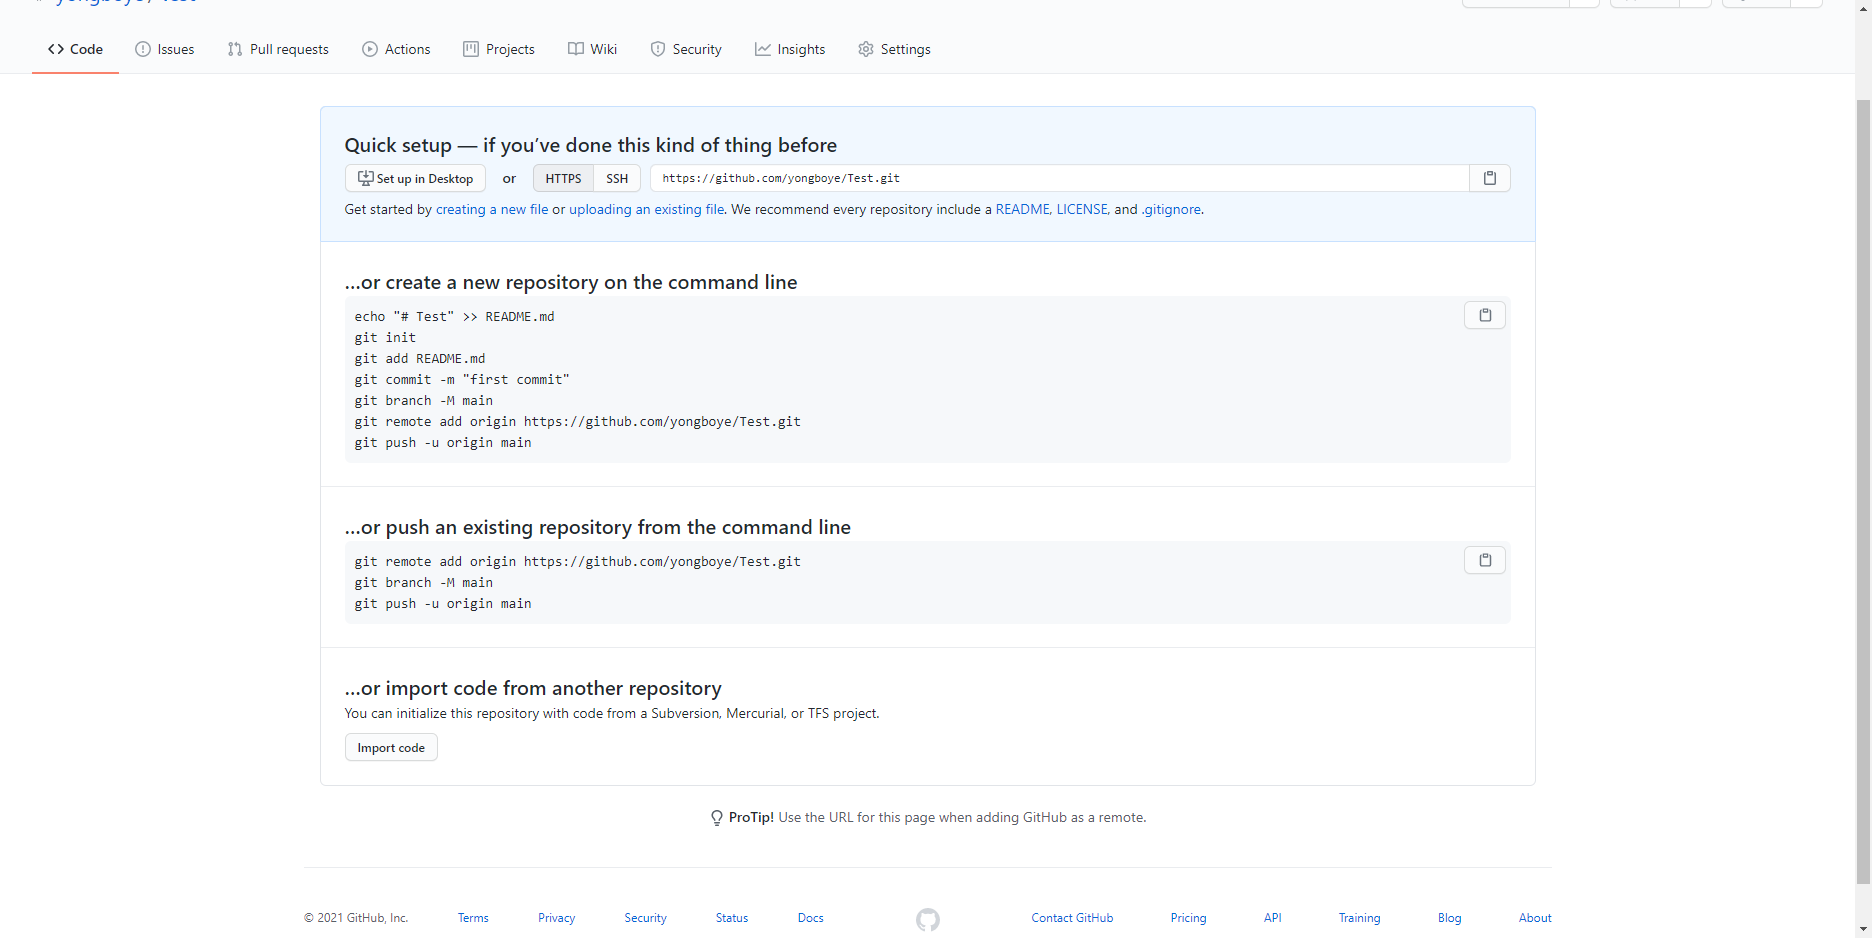 yongboye/Test
Code Issues Pull requests Actions Projects Wiki Security Insights Settings
Quick setup — if you’ve done this kind of thing before
Set up in Desktop or HTTPS SSH https://github.com/yongboye/Test.git
Get started by creating a new file or uploading an existing file. We recommend every repository include a README, LICENSE, and .gitignore.
…or create a new repository on the command line
echo "# Test" >> README.md
git init
git add README.md
git commit -m "first commit"
git branch -M main
git remote add origin https://github.com/yongboye/Test.git
git push -u origin main
…or push an existing repository from the command line
git remote add origin https://github.com/yongboye/Test.git
git branch -M main
git push -u origin main
…or import code from another repository
You can initialize this repository with code from a Subversion, Mercurial, or TFS project.
Import code
ProTip! Use the URL for this page when adding GitHub as a remote.
© 2021 GitHub, Inc. Terms Privacy Security Status Docs Contact GitHub Pricing API Training Blog About